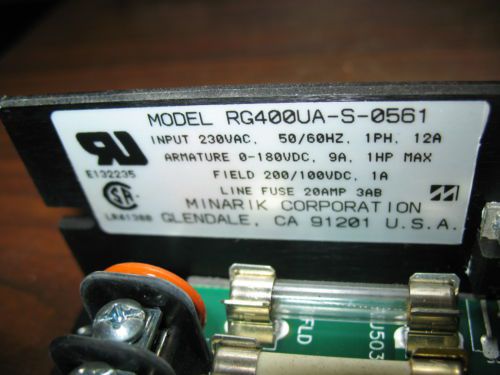 MODEL RG400UA-S-0561
INPUT 230VAC, 50/60HZ, 1PH, 12A
ARMATURE 0-180VDC, 9A, 1HP MAX
E132235
FIELD 200/100VDC, 1A
LINE FUSE 20AMP 3AB
LR41380
MINARIK CORPORATION
GLENDALE, CA 91201 U.S.A.
FLD